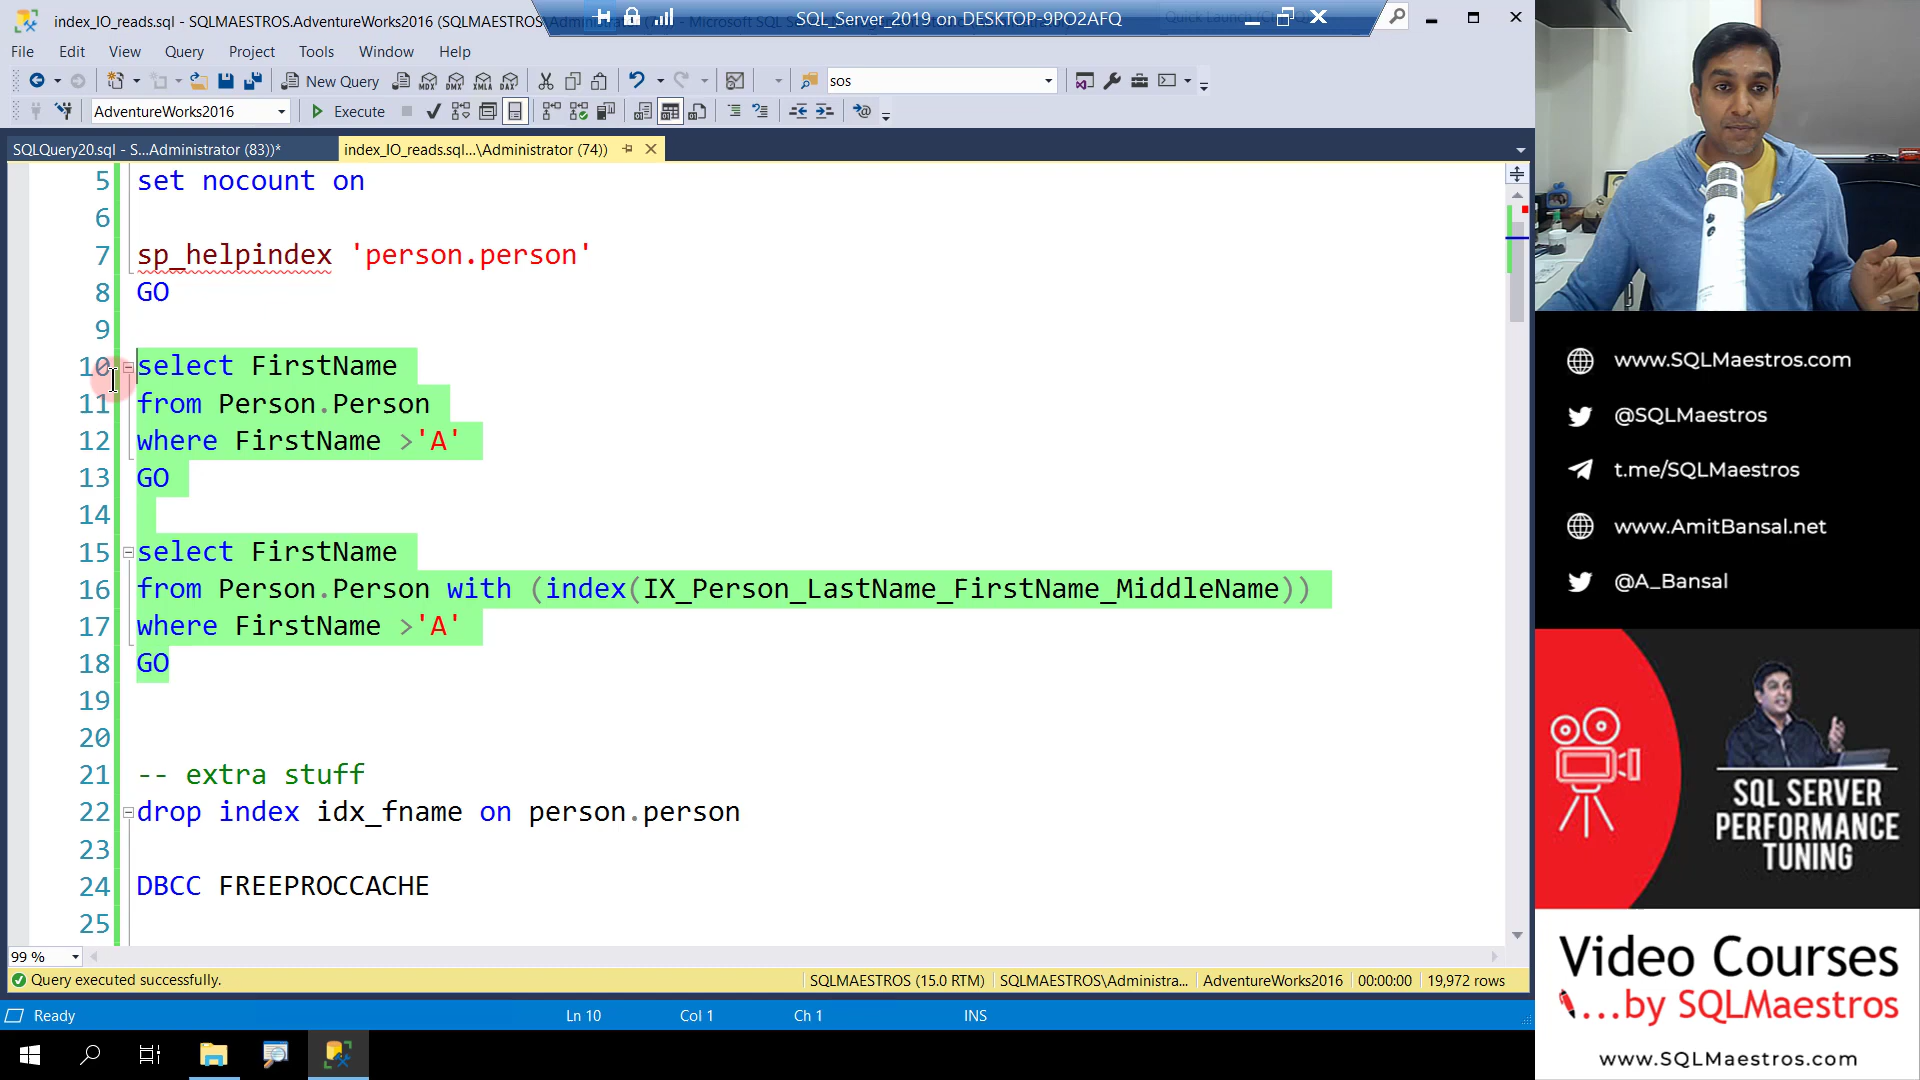 index_IO_reads.sql - SQLMAESTROS.AdventureWorks2016 (SQLMAESTROS\Administrator (74))
SQL_Server_2019 on DESKTOP-9PO2AFQ
File Edit View Query Project Tools Window Help
New Query
MDX DMX XMLA DAX
sos
AdventureWorks2016
Execute
SQLQuery20.sql - S...Administrator (83))*
index_IO_reads.sql...\Administrator (74))
5 set nocount on
6
7 sp_helpindex 'person.person'
8 GO
9
10 select FirstName
11 from Person.Person
12 where FirstName >'A'
13 GO
14
15 select FirstName
16 from Person.Person with (index(IX_Person_LastName_FirstName_MiddleName))
17 where FirstName >'A'
18 GO
19
20
21 -- extra stuff
22 drop index idx_fname on person.person
23
24 DBCC FREEPROCCACHE
25
99 %
Query executed successfully.
SQLMAESTROS (15.0 RTM) SQLMAESTROS\Administra... AdventureWorks2016 00:00:00 19,972 rows
Ready Ln 10 Col 1 Ch 1 INS
www.SQLMaestros.com
@SQLMaestros
t.me/SQLMaestros
www.AmitBansal.net
@A_Bansal
SQL SERVER
PERFORMANCE
TUNING
Video Courses
...by SQLMaestros
www.SQLMaestros.com